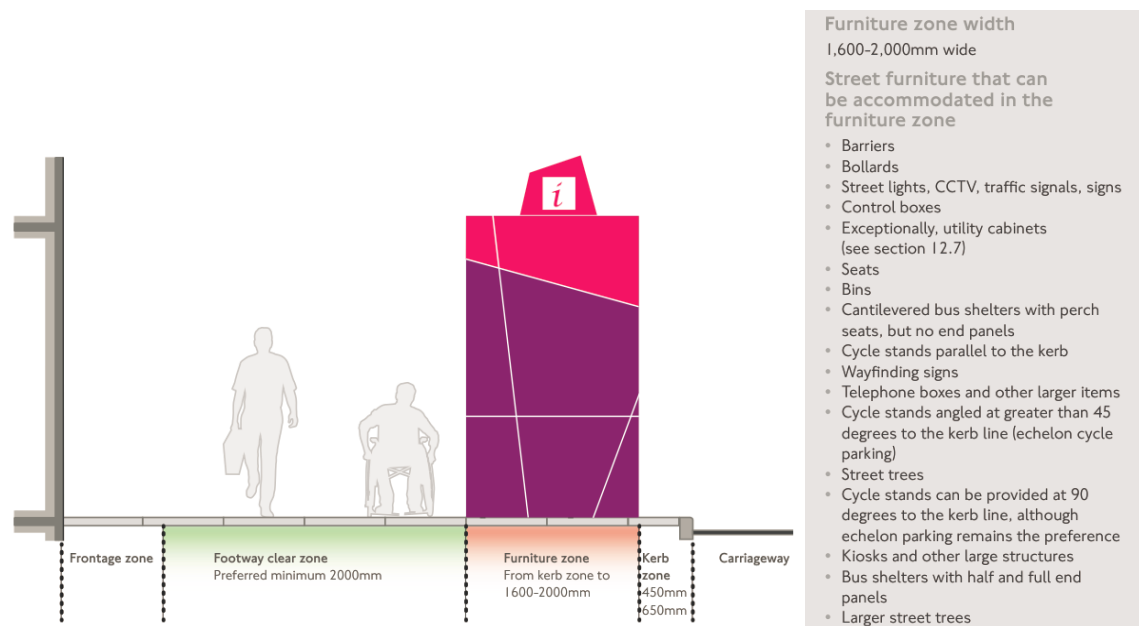 i
Frontage zone
Footway clear zone
Preferred minimum 2000mm
Furniture zone
From kerb zone to
1600-2000mm
Kerb
zone
450mm
650mm
Carriageway
Furniture zone width
1,600-2,000mm wide
Street furniture that can
be accommodated in the
furniture zone
• Barriers
• Bollards
• Street lights, CCTV, traffic signals, signs
• Control boxes
• Exceptionally, utility cabinets
(see section 12.7)
• Seats
• Bins
• Cantilevered bus shelters with perch
seats, but no end panels
• Cycle stands parallel to the kerb
• Wayfinding signs
• Telephone boxes and other larger items
• Cycle stands angled at greater than 45
degrees to the kerb line (echelon cycle
parking)
• Street trees
• Cycle stands can be provided at 90
degrees to the kerb line, although
echelon parking remains the preference
• Kiosks and other large structures
• Bus shelters with half and full end
panels
• Larger street trees